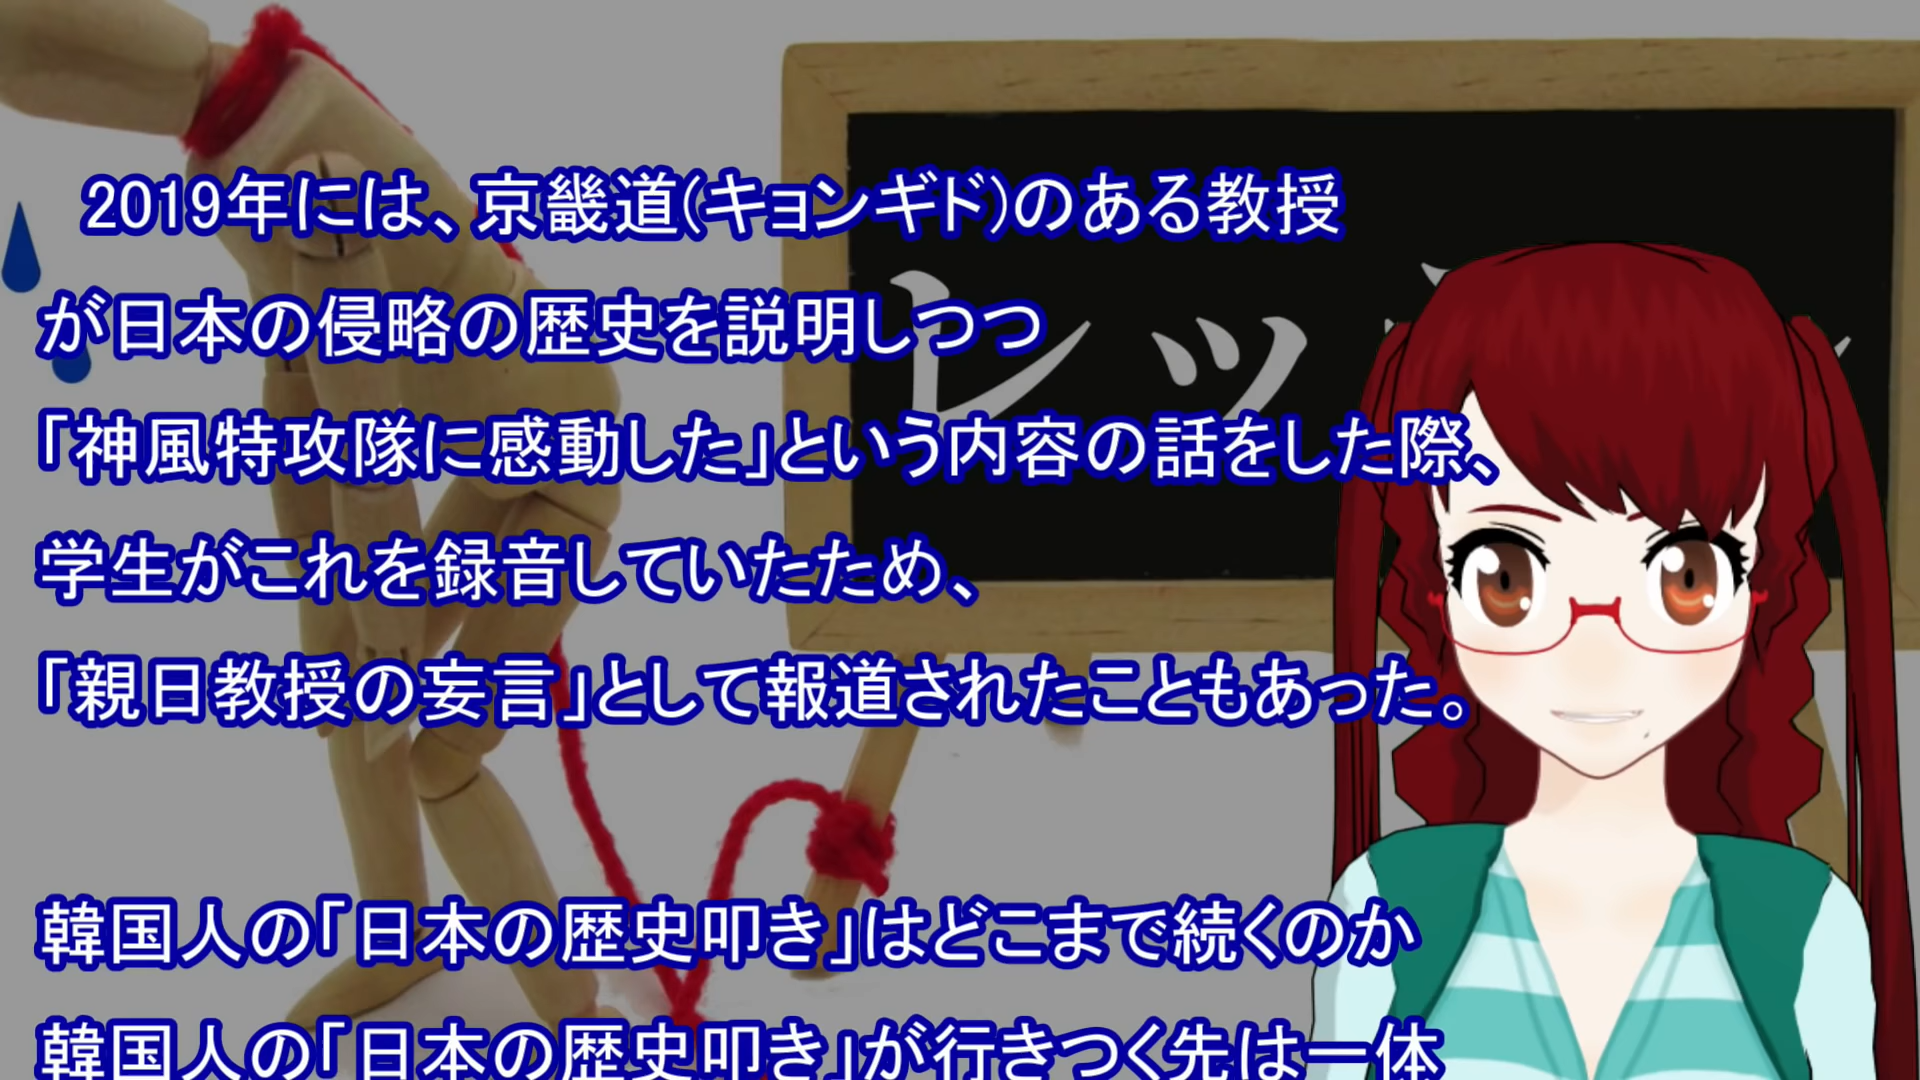 2019年には、京畿道(キョンギド)のある教授
が日本の侵略の歴史を説明しつつ
「神風特攻隊に感動した」という内容の話をした際、
学生がこれを録音していたため、
「親日教授の妄言」として報道されたこともあった。
韓国人の「日本の歴史叩き」はどこまで続くのか
韓国人の「日本の歴史叩き」が行きつく先は一体
レッ